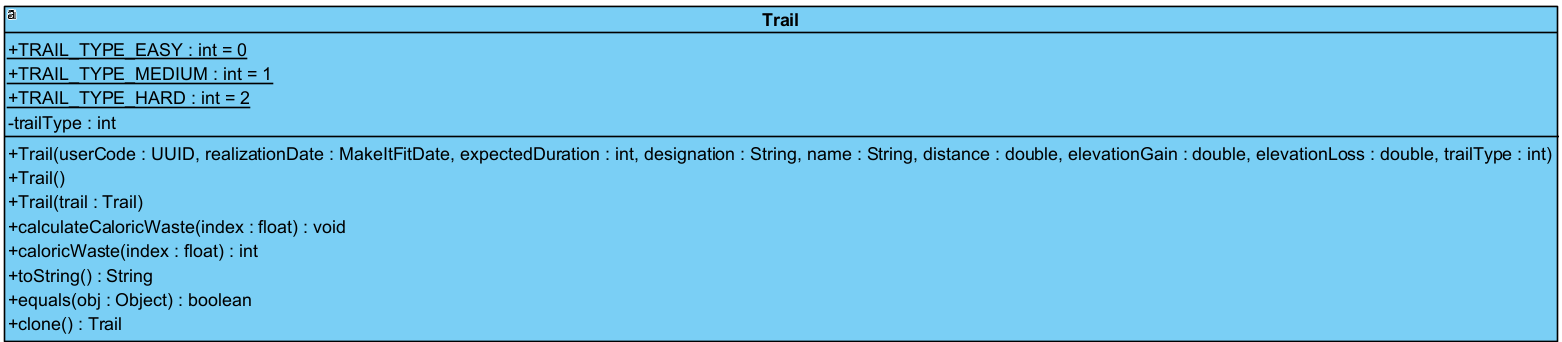 a
Trail
+TRAIL_TYPE_EASY : int = 0
+TRAIL_TYPE_MEDIUM : int = 1
+TRAIL_TYPE_HARD : int = 2
-trailType : int
+Trail(userCode : UUID, realizationDate : MakeItFitDate, expectedDuration : int, designation : String, name : String, distance : double, elevationGain : double, elevationLoss : double, trailType : int)
+Trail()
+Trail(trail : Trail)
+calculateCaloricWaste(index : float) : void
+caloricWaste(index : float) : int
+toString() : String
+equals(obj : Object) : boolean
+clone() : Trail